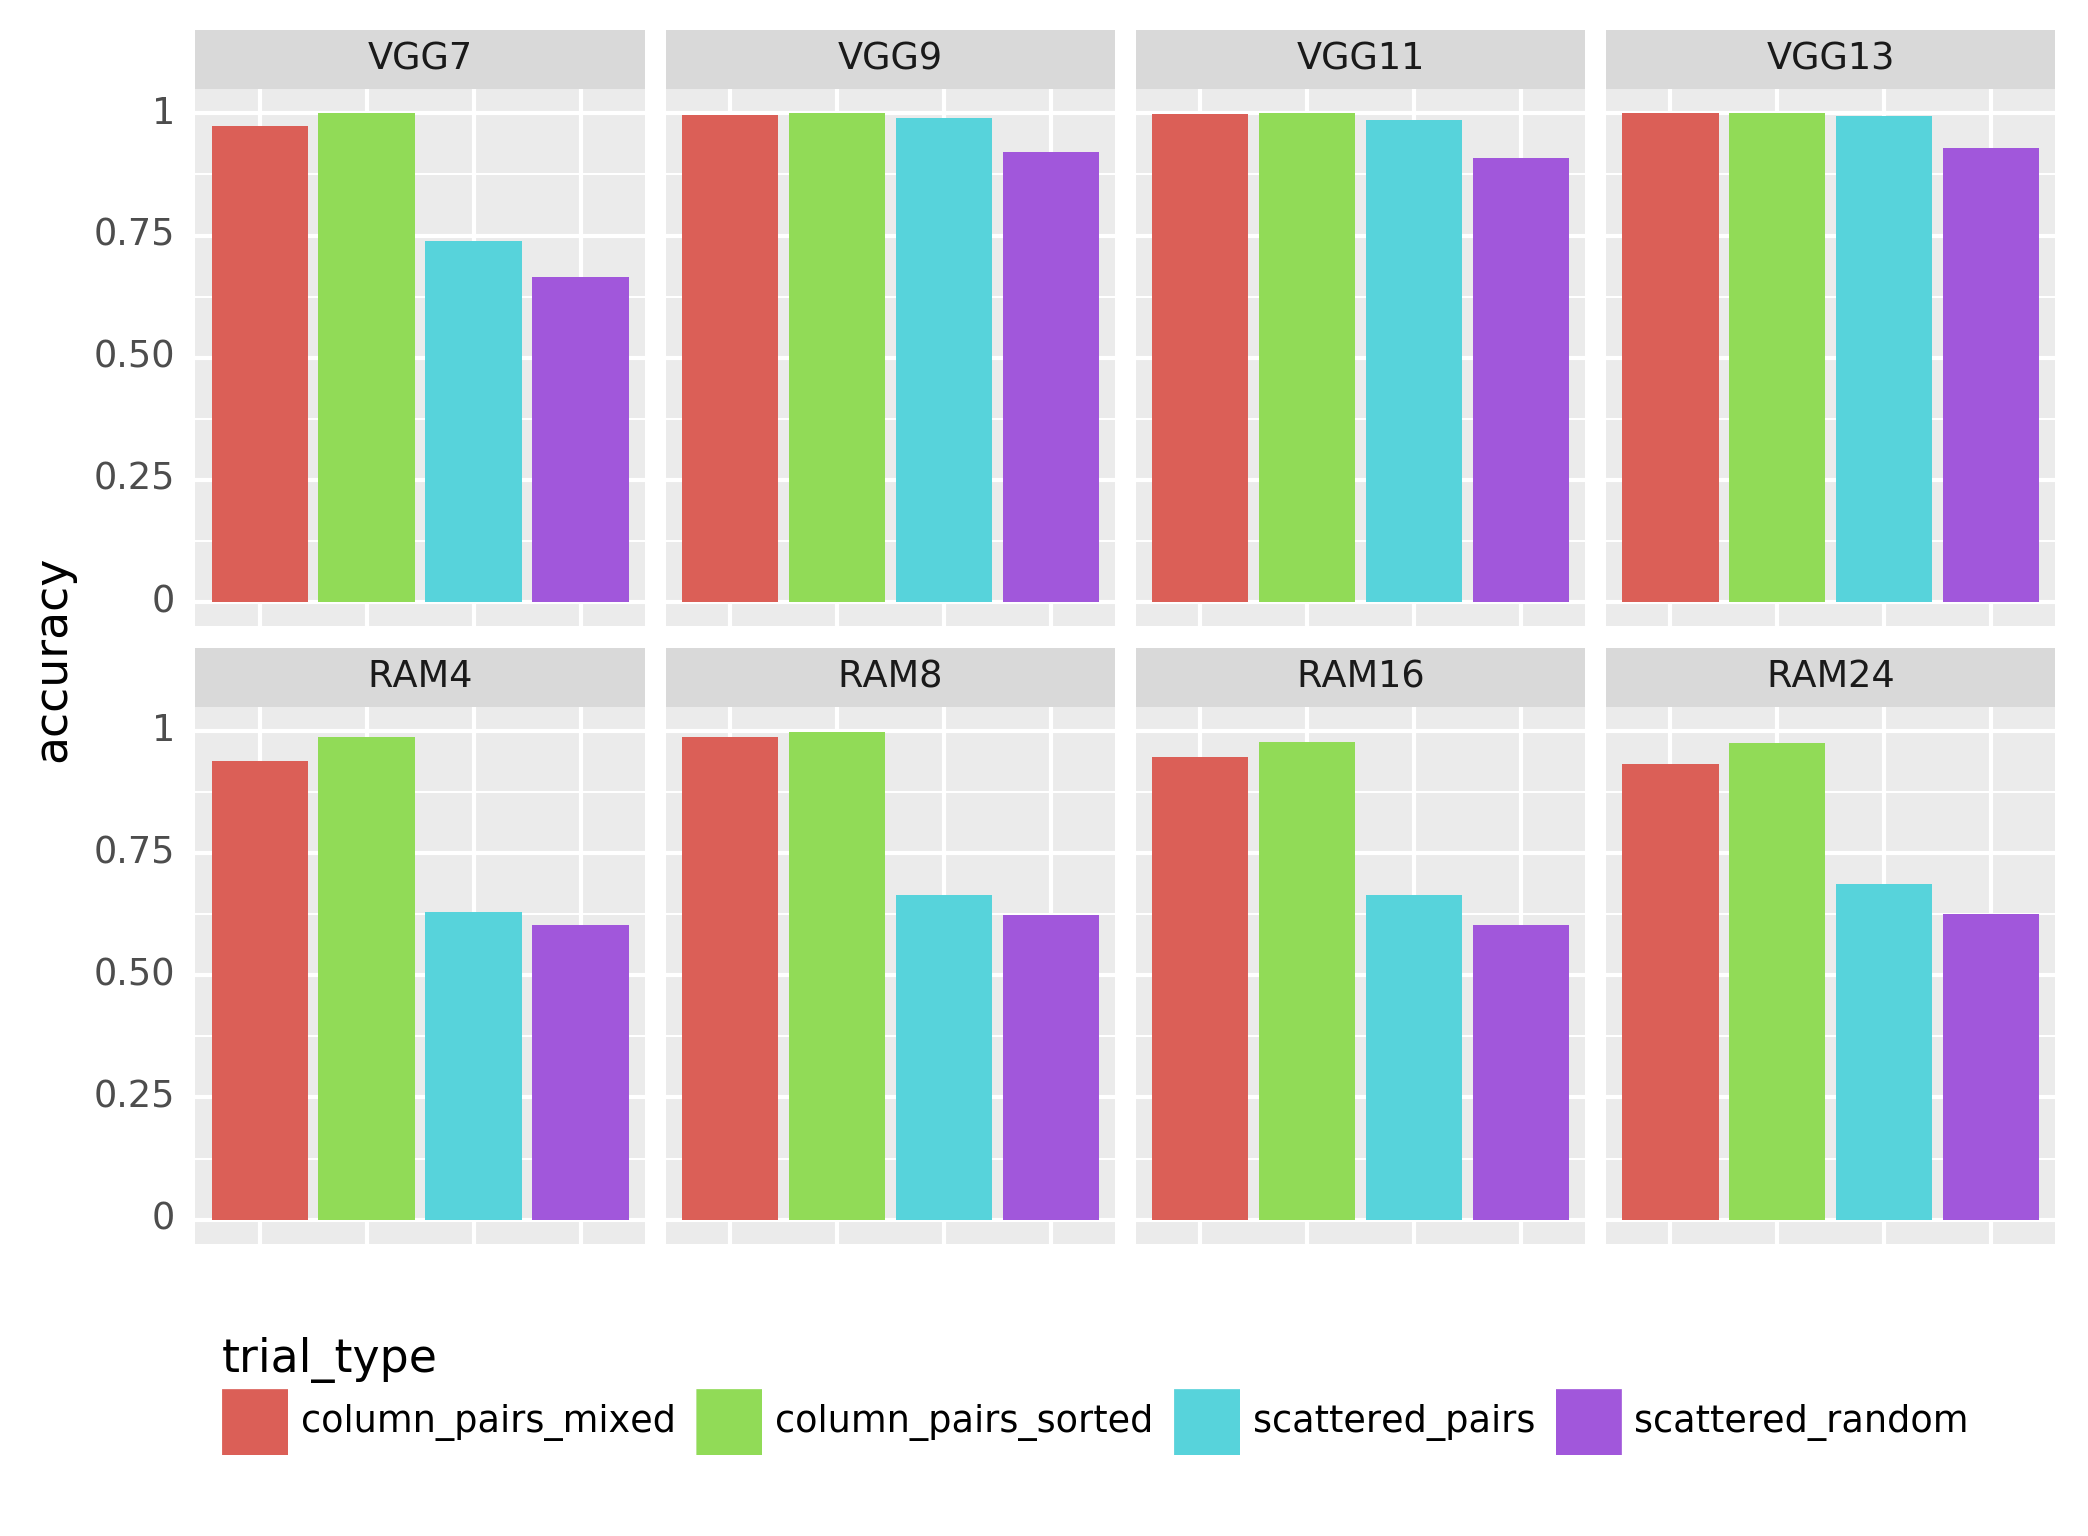 VGG7 VGG9 VGG11 VGG13
1
0.75
0.50
0.25
0
accuracy
RAM4 RAM8 RAM16 RAM24
1
0.75
0.50
0.25
0
trial_type
column_pairs_mixed column_pairs_sorted scattered_pairs scattered_random